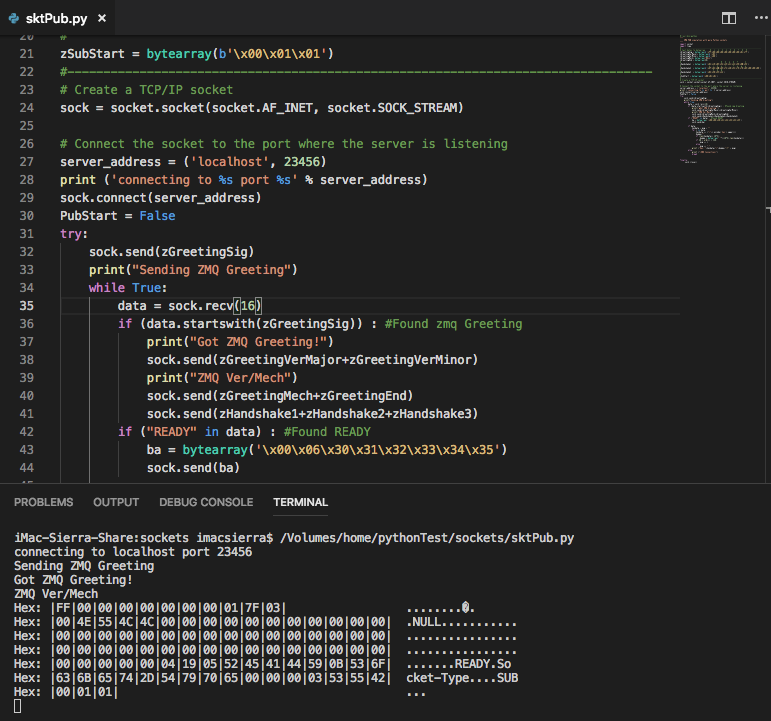 sktPub.py ×
20 #
21 zSubStart = bytearray(b'\x00\x01\x01')
22 #---------------------------------------------------------------------------------
23 # Create a TCP/IP socket
24 sock = socket.socket(socket.AF_INET, socket.SOCK_STREAM)
25
26 # Connect the socket to the port where the server is listening
27 server_address = ('localhost', 23456)
28 print ('connecting to %s port %s' % server_address)
29 sock.connect(server_address)
30 PubStart = False
31 try:
32     sock.send(zGreetingSig)
33     print("Sending ZMQ Greeting")
34     while True:
35         data = sock.recv(16)
36         if (data.startswith(zGreetingSig)) : #Found zmq Greeting
37             print("Got ZMQ Greeting!")
38             sock.send(zGreetingVerMajor+zGreetingVerMinor)
39             print("ZMQ Ver/Mech")
40             sock.send(zGreetingMech+zGreetingEnd)
41             sock.send(zHandshake1+zHandshake2+zHandshake3)
42         if ("READY" in data) : #Found READY
43             ba = bytearray('\x00\x06\x30\x31\x32\x33\x34\x35')
44             sock.send(ba)
PROBLEMS OUTPUT DEBUG CONSOLE TERMINAL
iMac-Sierra-Share:sockets imacsierra$ /Volumes/home/pythonTest/sockets/sktPub.py
connecting to localhost port 23456
Sending ZMQ Greeting
Got ZMQ Greeting!
ZMQ Ver/Mech
Hex: |FF|00|00|00|00|00|00|00|01|7F|03| ........�.
Hex: |00|4E|55|4C|4C|00|00|00|00|00|00|00|00|00|00|00| .NULL...........
Hex: |00|00|00|00|00|00|00|00|00|00|00|00|00|00|00|00| ................
Hex: |00|00|00|00|00|00|00|00|00|00|00|00|00|00|00|00| ................
Hex: |00|00|00|00|00|04|19|05|52|45|41|44|59|0B|53|6F| .......READY.So
Hex: |63|6B|65|74|2D|54|79|70|65|00|00|00|03|53|55|42| cket-Type....SUB
Hex: |00|01|01| ...